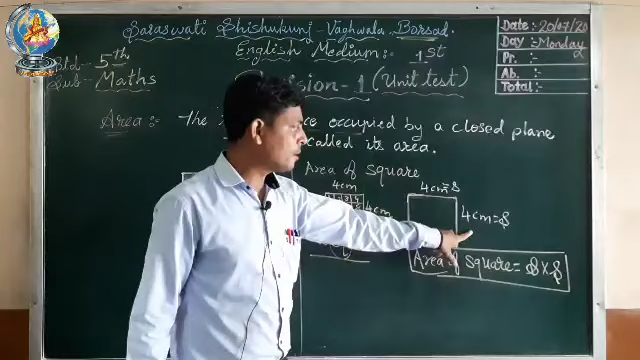 Saraswati Shishukunj - Vaghwala, Borsad.
English Medium:- 1st
Std- 5th
Sub- Maths
Date:- 20/07/20
Day:- Monday
Pr. :-
Ab. :-
Total:-
-1 (Unit test)
Area :- The occupied by a closed plane
called its area.
Area of square
4cm
4cm
4cm=S
4cm=S
Area of Square = S×S